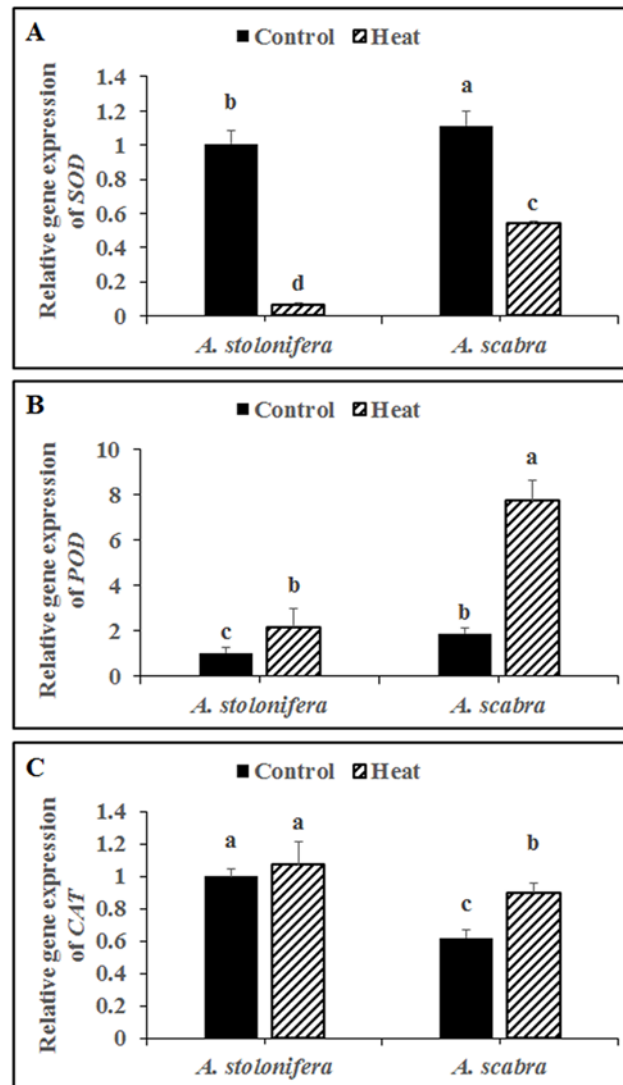 A
Control Heat
Relative gene expression
of SOD
1.4
1.2
1
0.8
0.6
0.4
0.2
0
b
d
a
c
A. stolonifera A. scabra
B
Control Heat
Relative gene expression
of POD
10
8
6
4
2
0
c
b
b
a
A. stolonifera A. scabra
C
Control Heat
Relative gene expression
of CAT
1.4
1.2
1
0.8
0.6
0.4
0.2
0
a
a
c
b
A. stolonifera A. scabra